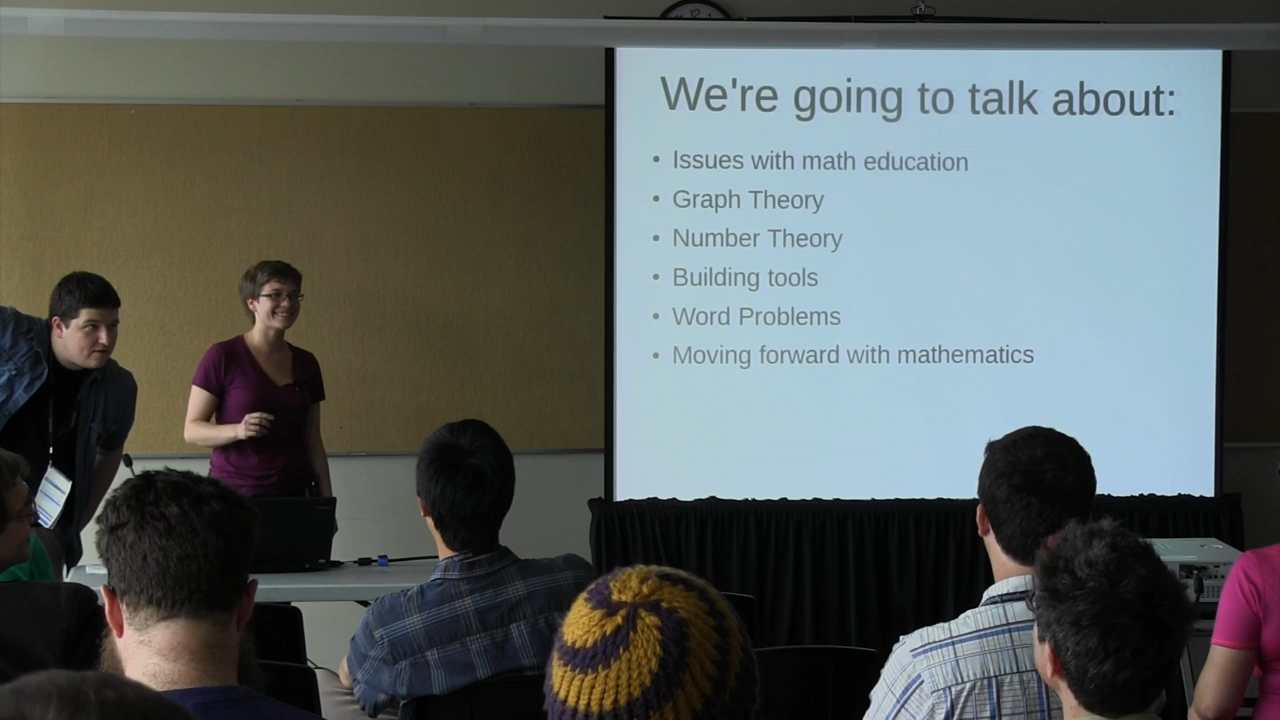 12
We're going to talk about:
• Issues with math education
• Graph Theory
• Number Theory
• Building tools
• Word Problems
• Moving forward with mathematics